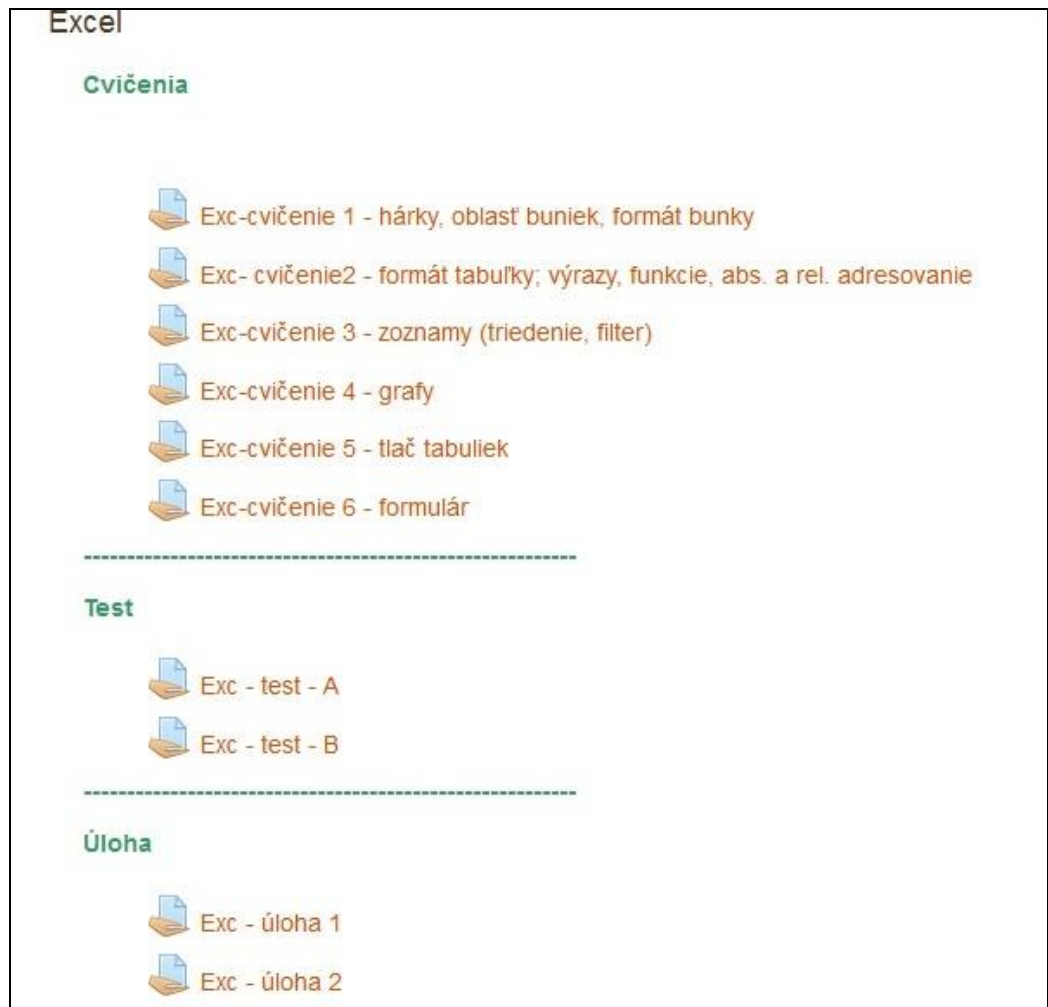 Excel
Cvičenia
Exc-cvičenie 1 - hárky, oblasť buniek, formát bunky
Exc- cvičenie2 - formát tabuľky; výrazy, funkcie, abs. a rel. adresovanie
Exc-cvičenie 3 - zoznamy (triedenie, filter)
Exc-cvičenie 4 - grafy
Exc-cvičenie 5 - tlač tabuliek
Exc-cvičenie 6 - formulár
---------------------------------------------------------
Test
Exc - test - A
Exc - test - B
---------------------------------------------------------
Úloha
Exc - úloha 1
Exc - úloha 2